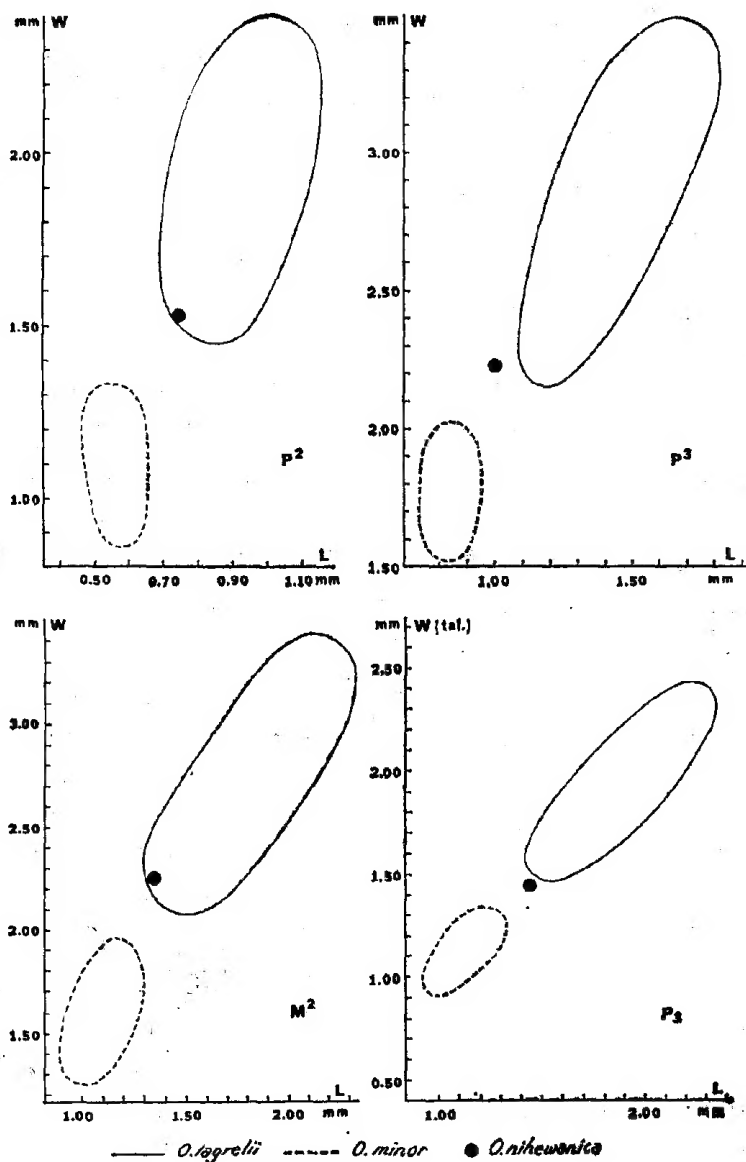 mm W
2.00
1.50
1.00
P²
L
0.50 0.70 0.90 1.10 mm
mm W
3.00
2.50
2.00
1.50
P³
L
1.00 1.50
mm
mm W
3.00
2.50
2.00
1.50
M²
L
1.00 1.50 2.00
mm
mm W (tal.)
2.50
2.00
1.50
1.00
0.40
P₃
L
1.00 2.00
mm
O. lagrelii O. minor O. nihewanica